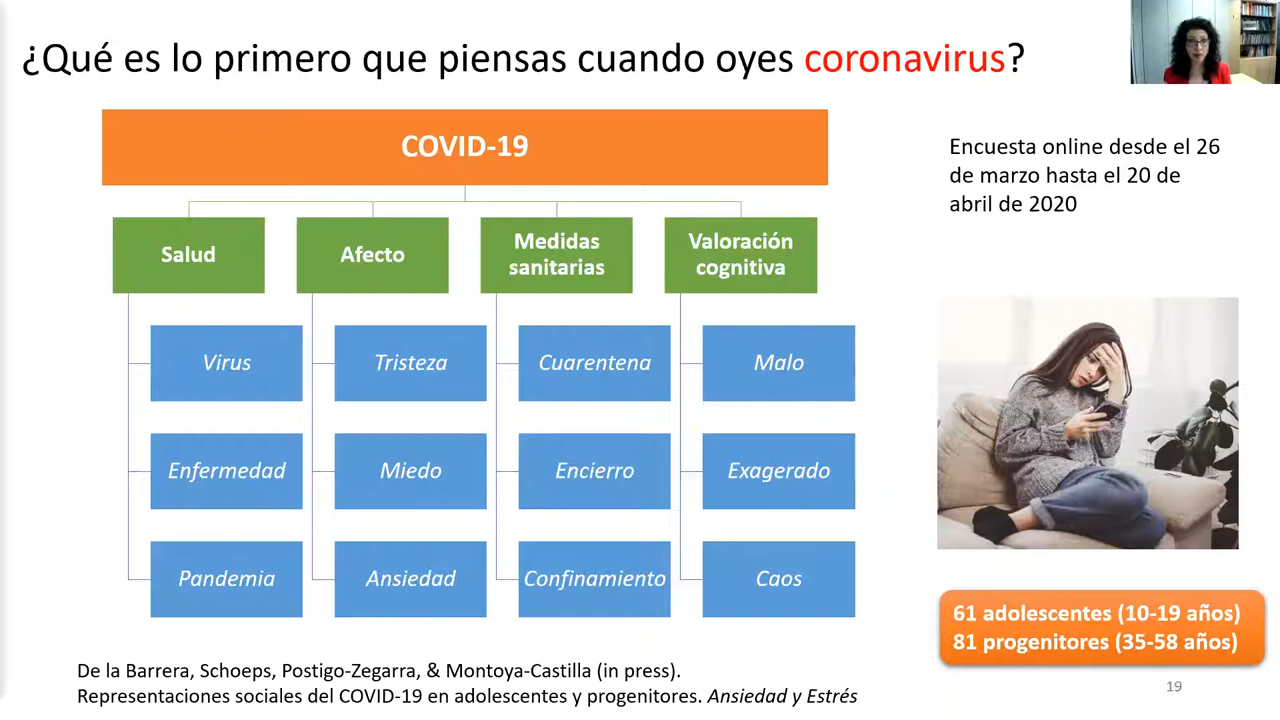 ¿Qué es lo primero que piensas cuando oyes coronavirus?
COVID-19
Salud
Afecto
Medidas
sanitarias
Valoración
cognitiva
Virus
Tristeza
Cuarentena
Malo
Enfermedad
Miedo
Encierro
Exagerado
Pandemia
Ansiedad
Confinamiento
Caos
Encuesta online desde el 26
de marzo hasta el 20 de
abril de 2020
61 adolescentes (10-19 años)
81 progenitores (35-58 años)
De la Barrera, Schoeps, Postigo-Zegarra, & Montoya-Castilla (in press).
Representaciones sociales del COVID-19 en adolescentes y progenitores. Ansiedad y Estrés
19